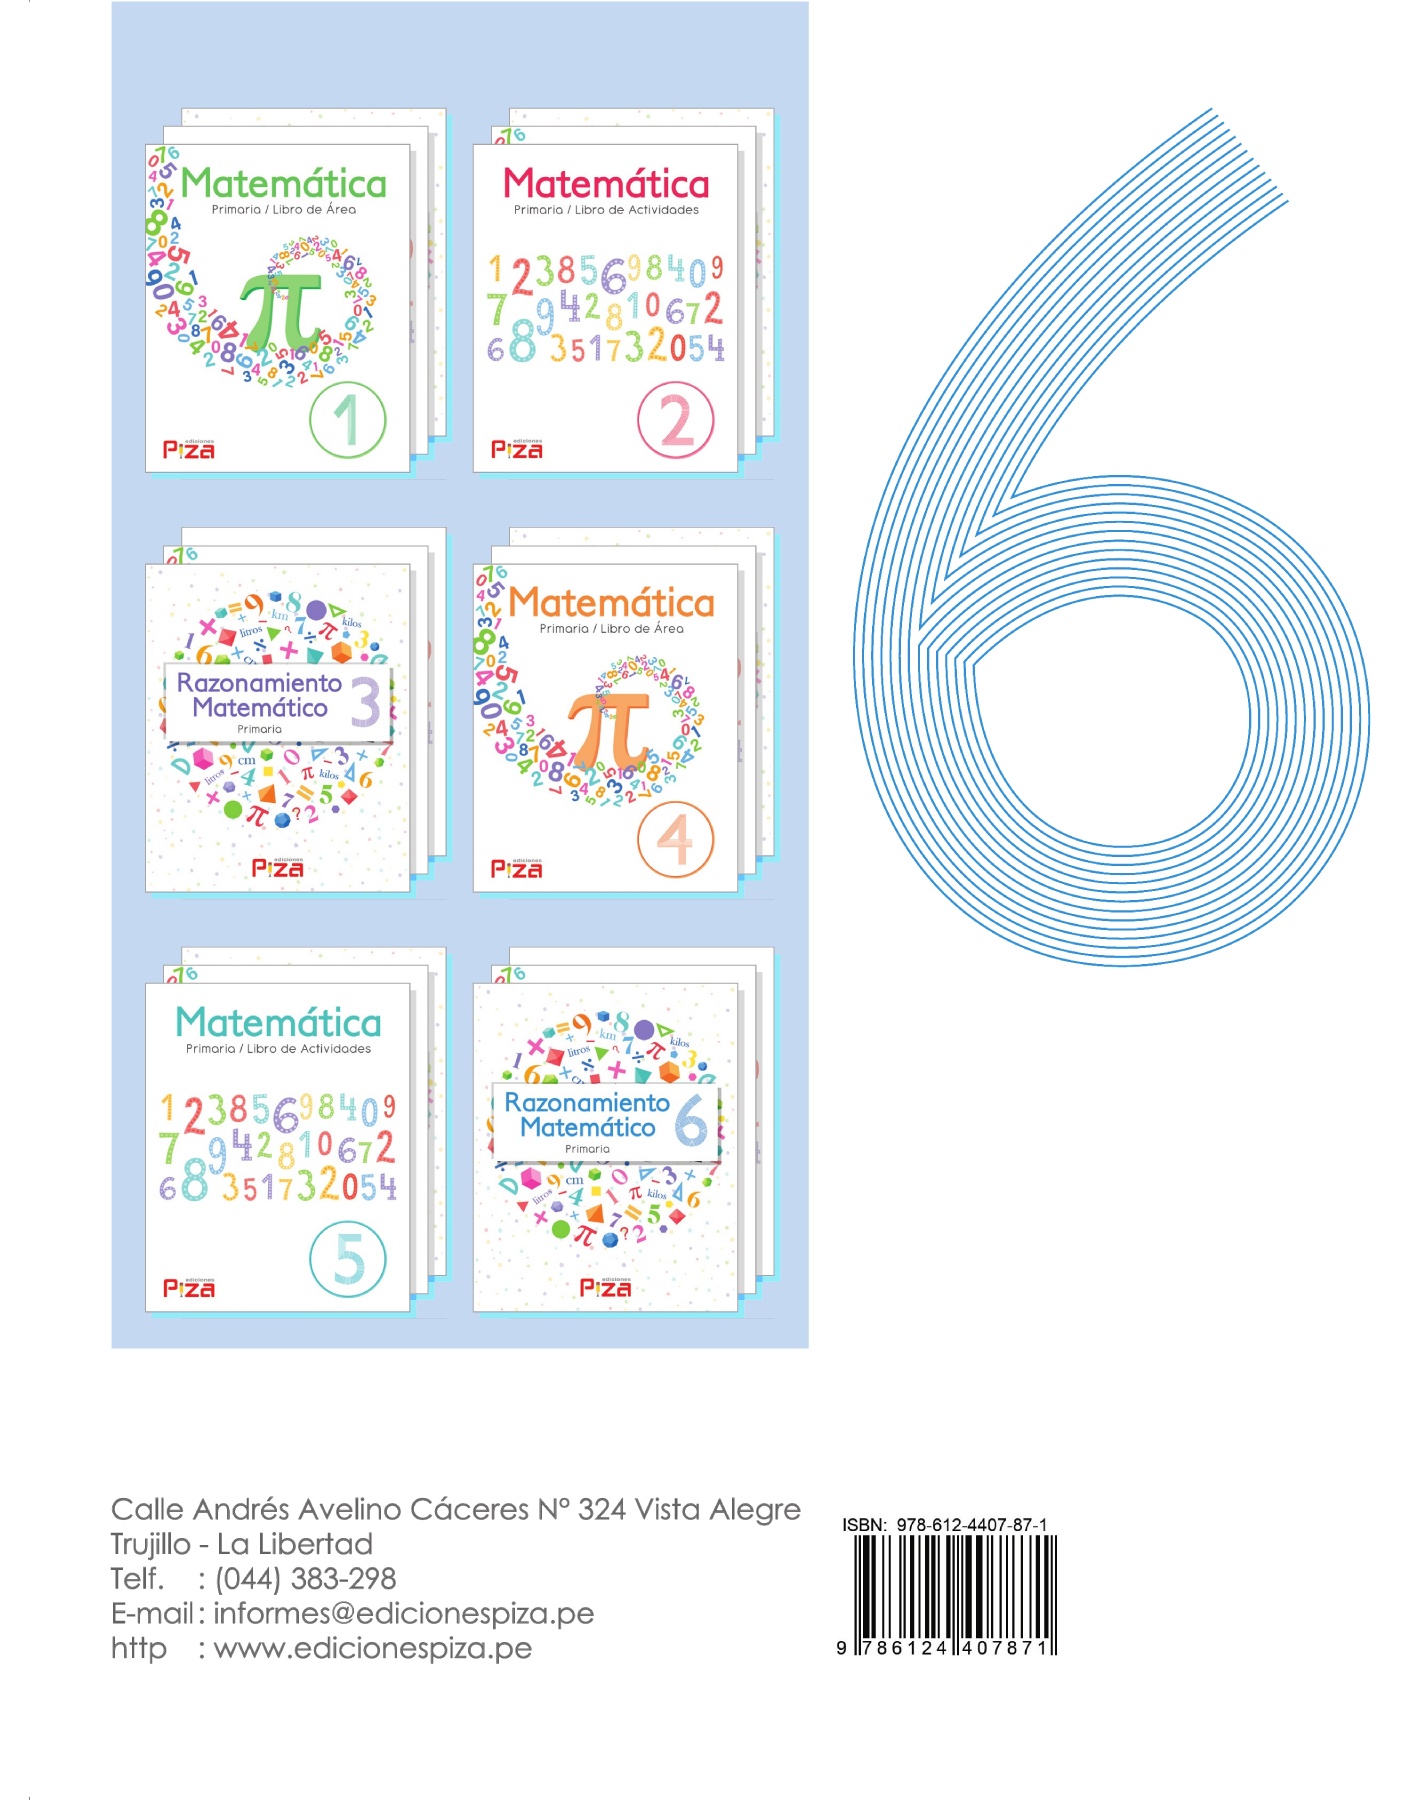 Matemática
Primaria / Libro de Área
1
ediciones
Piza
Matemática
Primaria / Libro de Actividades
1 2 3 8 5 6 9 8 4 0 9
7 9 4 2 8 1 0 6 7 2
6 8 3 5 1 7 3 2 0 5 4
2
ediciones
Piza
Razonamiento
Matemático
3
Primaria
ediciones
Piza
Matemática
Primaria / Libro de Área
4
ediciones
Piza
Matemática
Primaria / Libro de Actividades
1 2 3 8 5 6 9 8 4 0 9
7 9 4 2 8 1 0 6 7 2
6 8 3 5 1 7 3 2 0 5 4
5
ediciones
Piza
Razonamiento
Matemático
6
Primaria
ediciones
Piza
6
Calle Andrés Avelino Cáceres N° 324 Vista Alegre
Trujillo - La Libertad
Telf. : (044) 383-298
E-mail : informes@edicionespiza.pe
http : www.edicionespiza.pe
ISBN: 978-612-4407-87-1
9 786124 407871